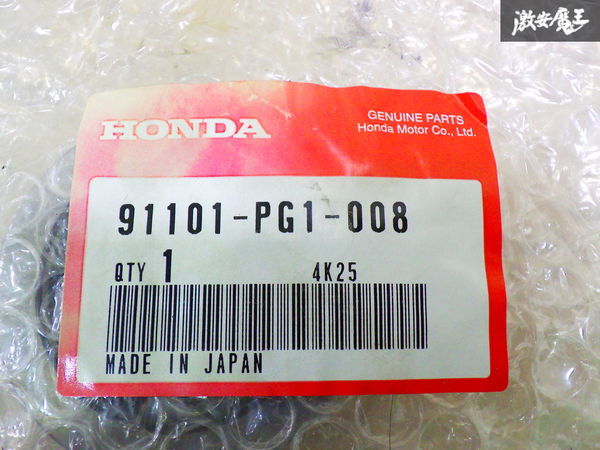 激安魔王
HONDA
GENUINE PARTS
Honda Motor Co., Ltd.
91101-PG1-008
QTY 1 4K25
MADE IN JAPAN